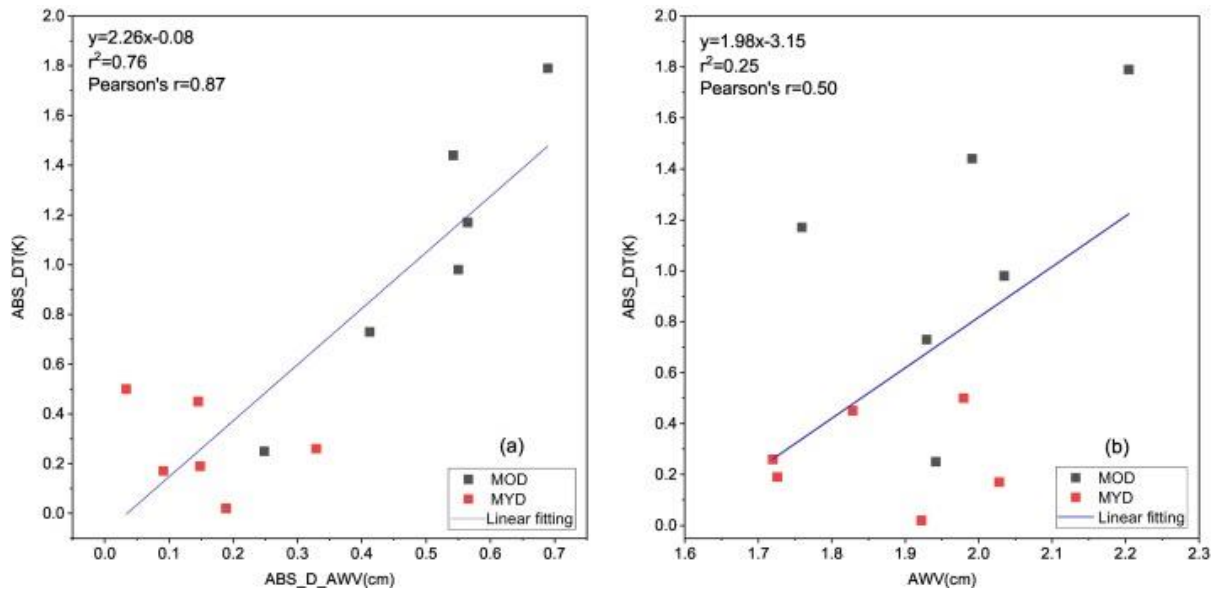 y=2.26x-0.08
r²=0.76
Pearson's r=0.87
2.0
1.8
1.6
1.4
1.2
1.0
0.8
0.6
0.4
0.2
0.0
ABS_DT(K)
(a)
MOD
MYD
Linear fitting
0.0 0.1 0.2 0.3 0.4 0.5 0.6 0.7
ABS_D_AWV(cm)
y=1.98x-3.15
r²=0.25
Pearson's r=0.50
2.0
1.8
1.6
1.4
1.2
1.0
0.8
0.6
0.4
0.2
0.0
ABS_DT(K)
(b)
MOD
MYD
Linear fitting
1.6 1.7 1.8 1.9 2.0 2.1 2.2 2.3
AWV(cm)